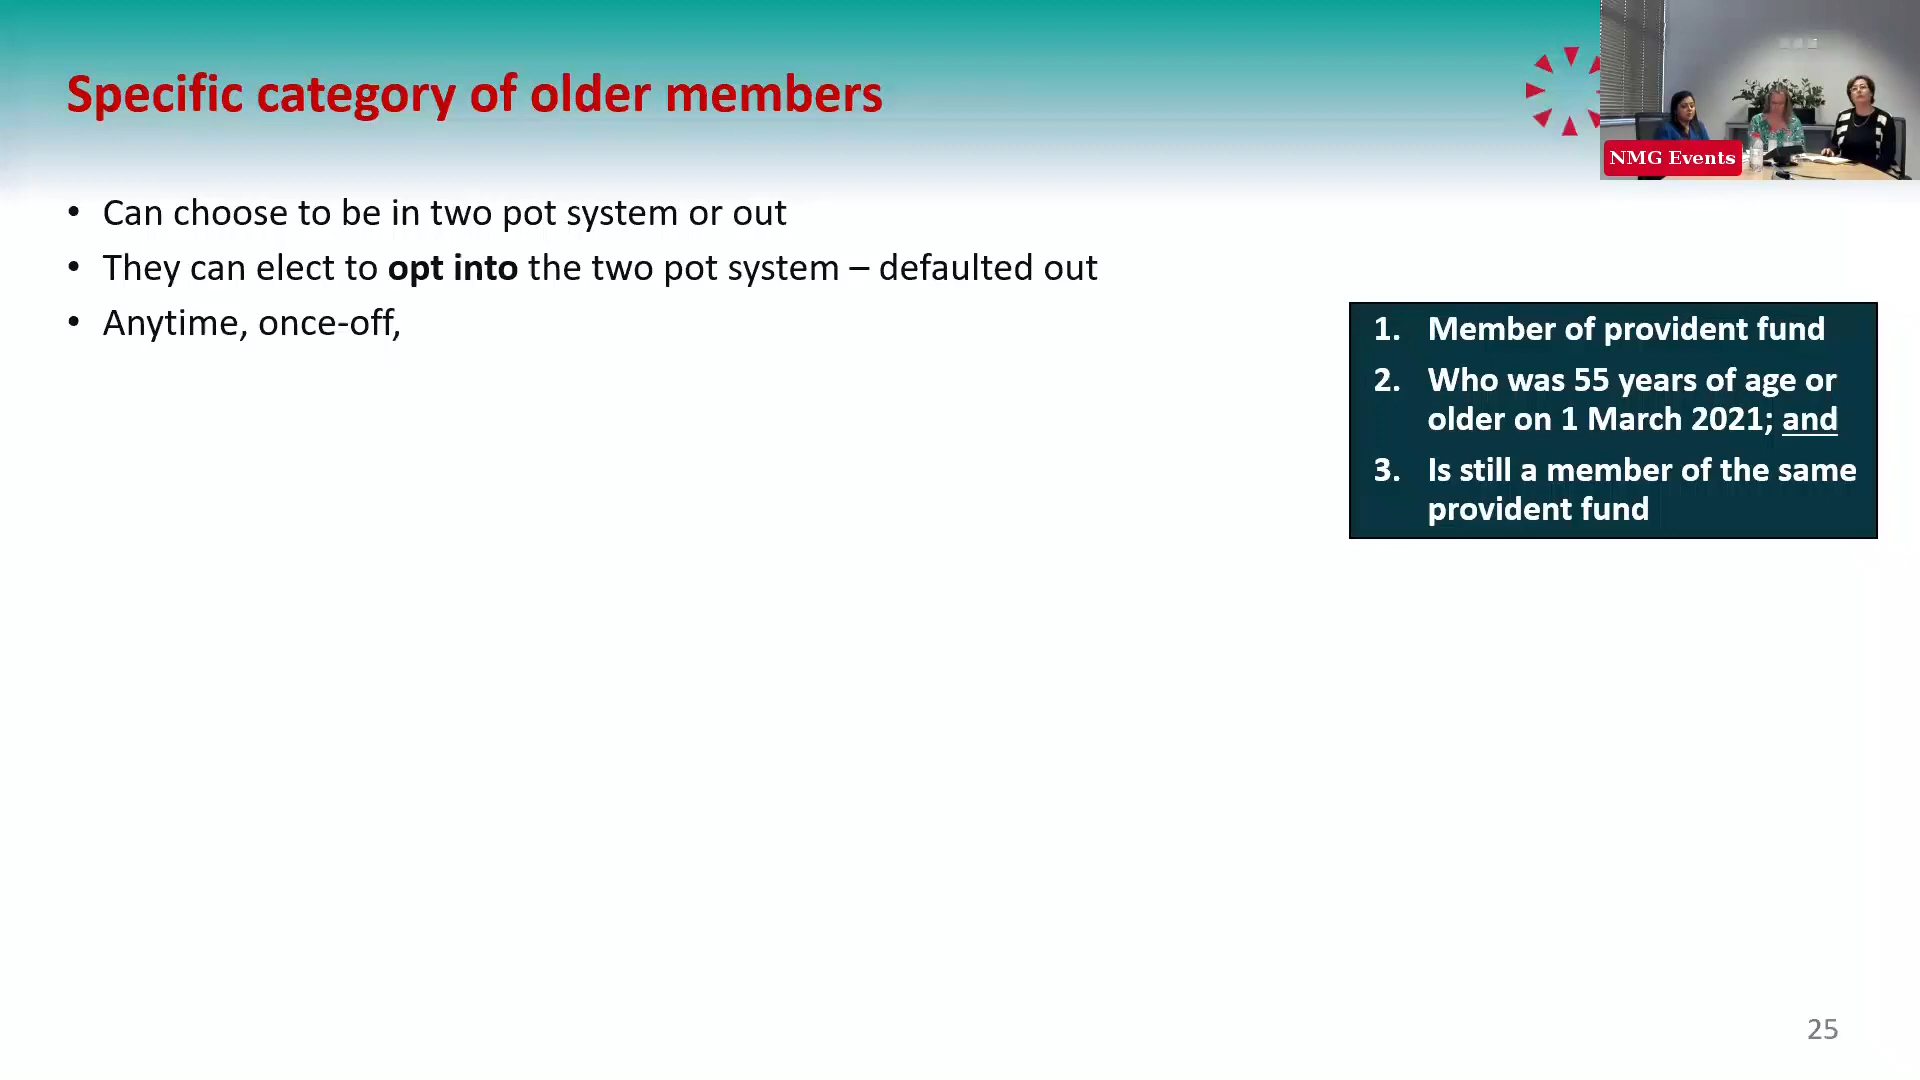 Specific category of older members
NMG Events
• Can choose to be in two pot system or out
• They can elect to opt into the two pot system – defaulted out
• Anytime, once-off,
1. Member of provident fund
2. Who was 55 years of age or
older on 1 March 2021; and
3. Is still a member of the same
provident fund
25